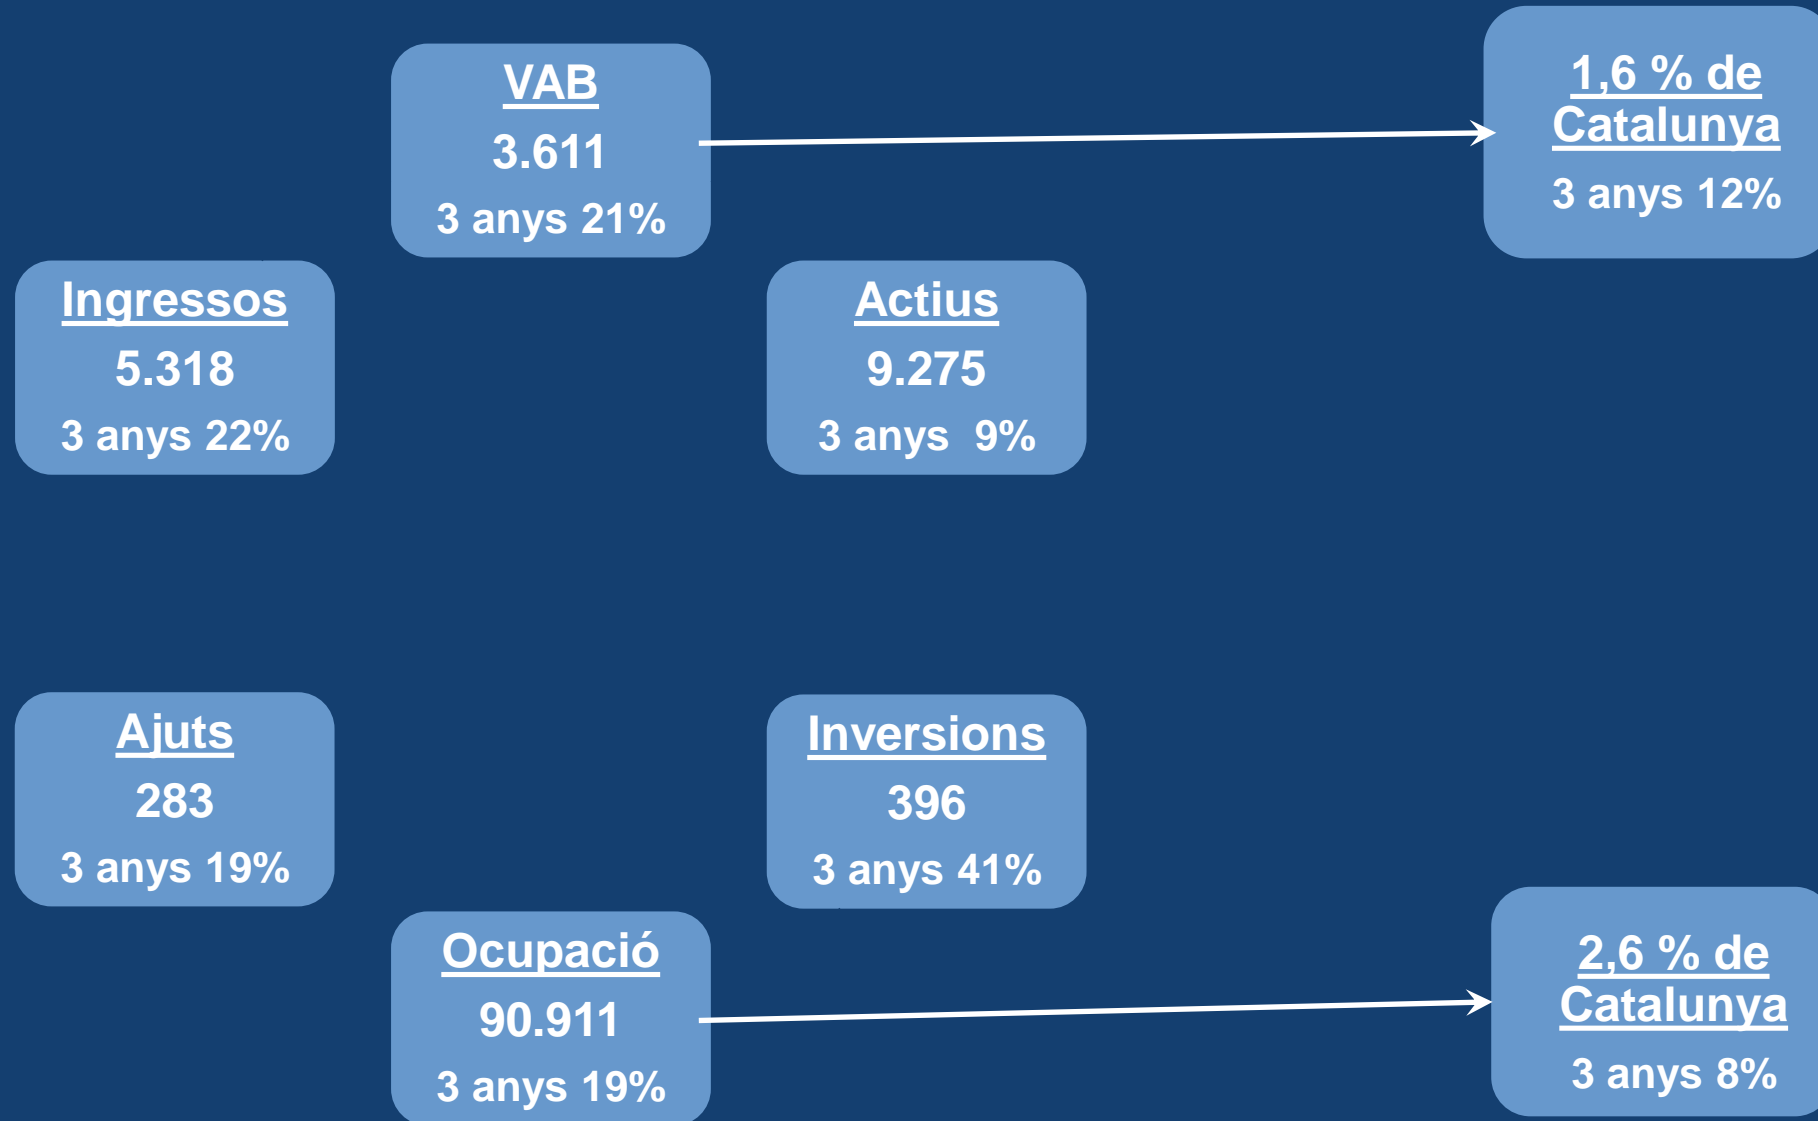 VAB
3.611
3 anys 21%
1,6 % de
Catalunya
3 anys 12%
Ingressos
5.318
3 anys 22%
Actius
9.275
3 anys  9%
Ajuts
283
3 anys 19%
Inversions
396
3 anys 41%
Ocupació
90.911
3 anys 19%
2,6 % de
Catalunya
3 anys 8%